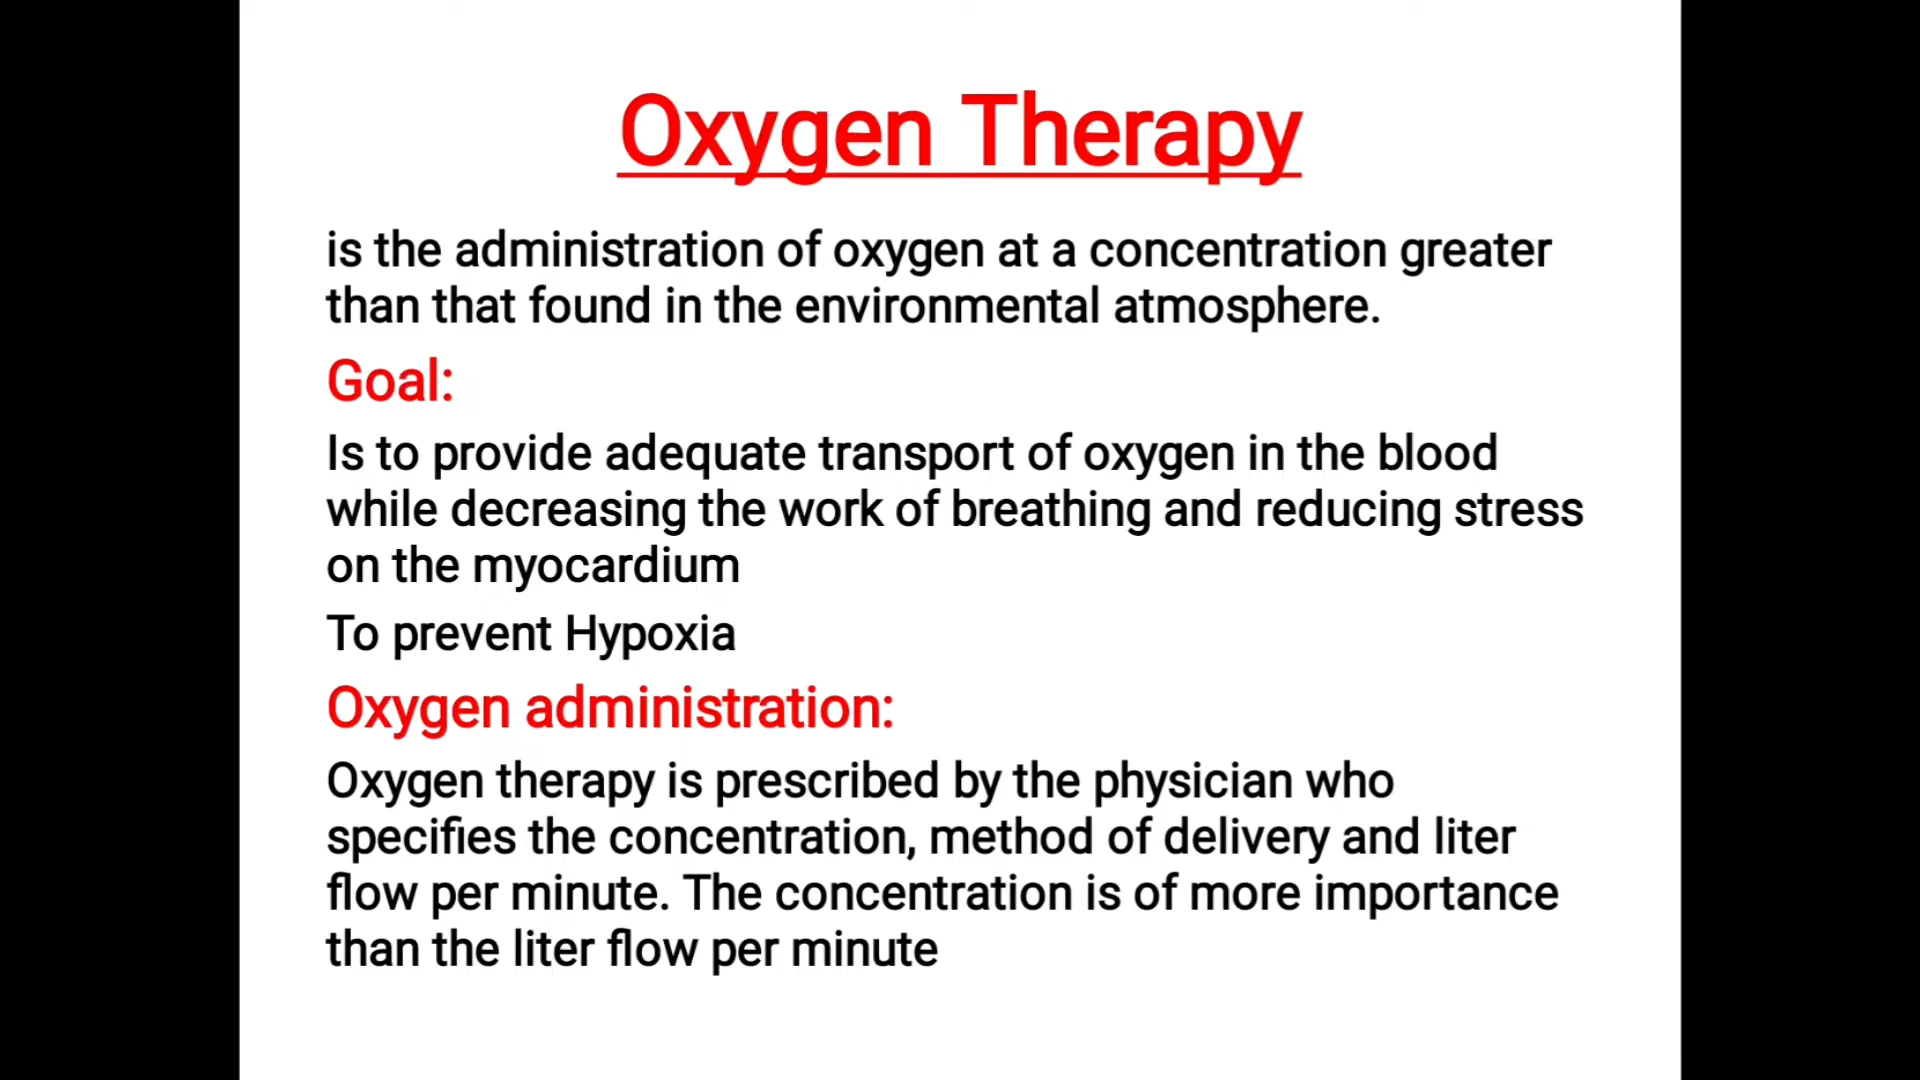 Oxygen Therapy
is the administration of oxygen at a concentration greater
than that found in the environmental atmosphere.
Goal:
Is to provide adequate transport of oxygen in the blood
while decreasing the work of breathing and reducing stress
on the myocardium
To prevent Hypoxia
Oxygen administration:
Oxygen therapy is prescribed by the physician who
specifies the concentration, method of delivery and liter
flow per minute. The concentration is of more importance
than the liter flow per minute